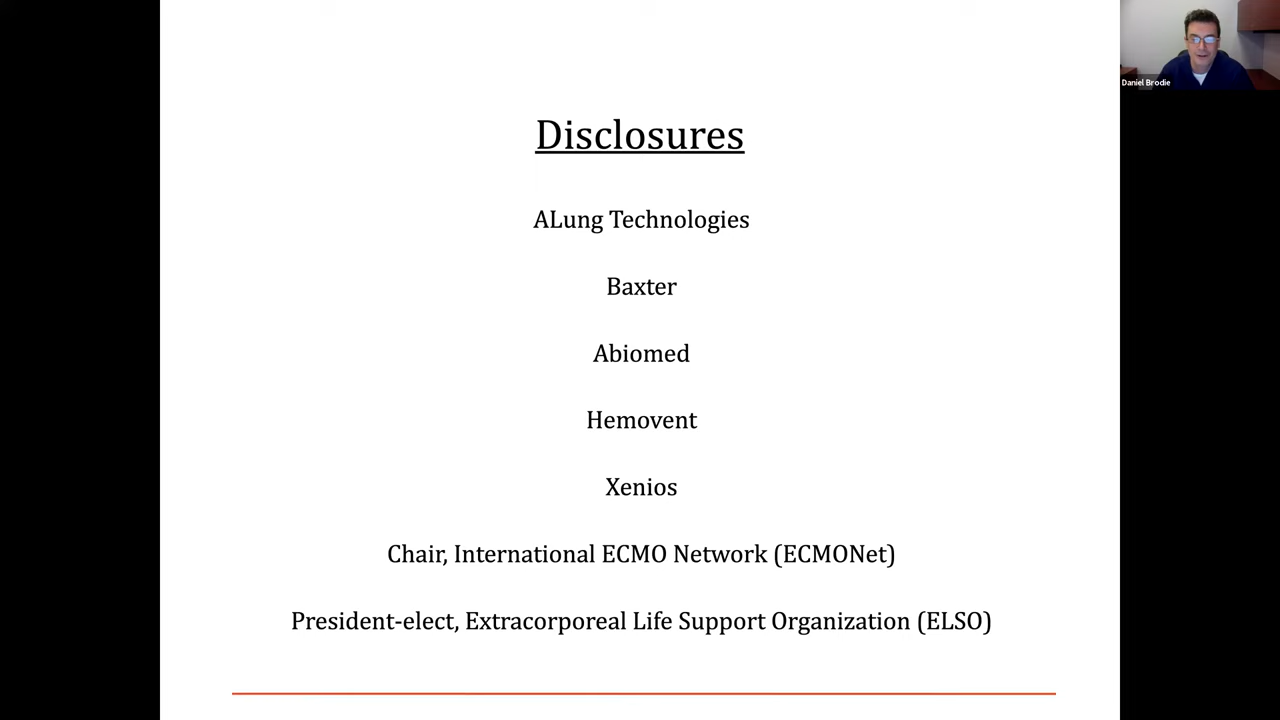 Disclosures
ALung Technologies
Baxter
Abiomed
Hemovent
Xenios
Chair, International ECMO Network (ECMONet)
President-elect, Extracorporeal Life Support Organization (ELSO)
Daniel Brodie